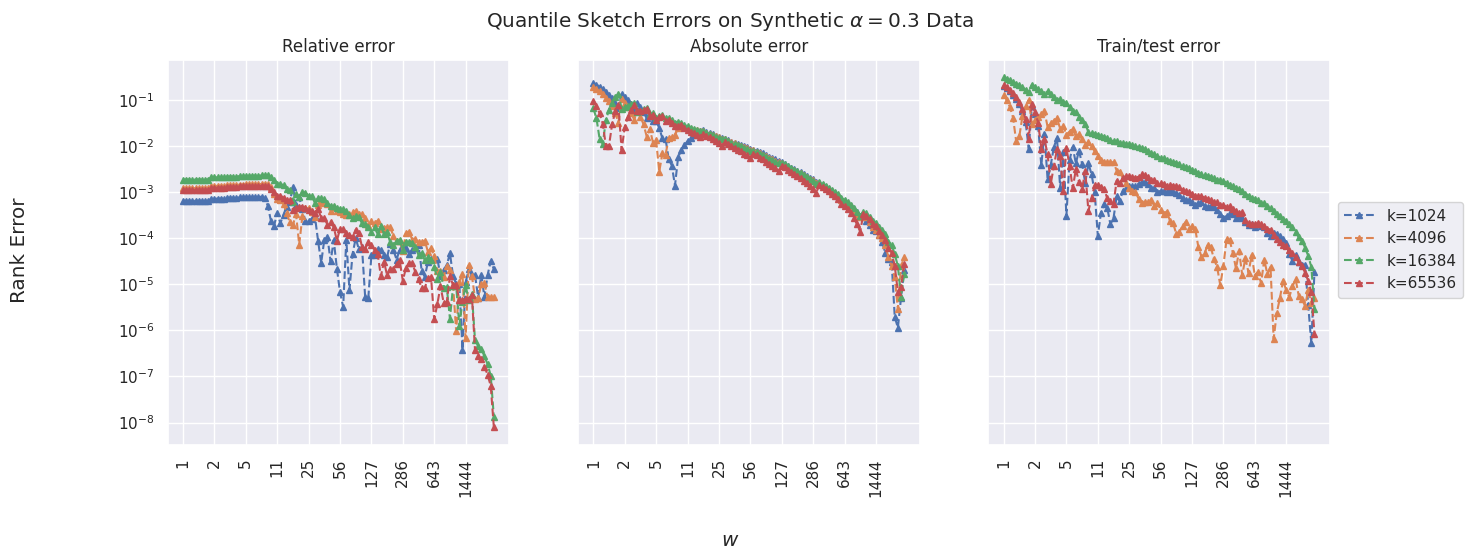 Quantile Sketch Errors on Synthetic α = 0.3 Data
Relative error
Absolute error
Train/test error
Rank Error
10⁻¹
10⁻²
10⁻³
10⁻⁴
10⁻⁵
10⁻⁶
10⁻⁷
10⁻⁸
1 2 5 11 25 56 127 286 643 1444
1 2 5 11 25 56 127 286 643 1444
1 2 5 11 25 56 127 286 643 1444
w
k=1024
k=4096
k=16384
k=65536